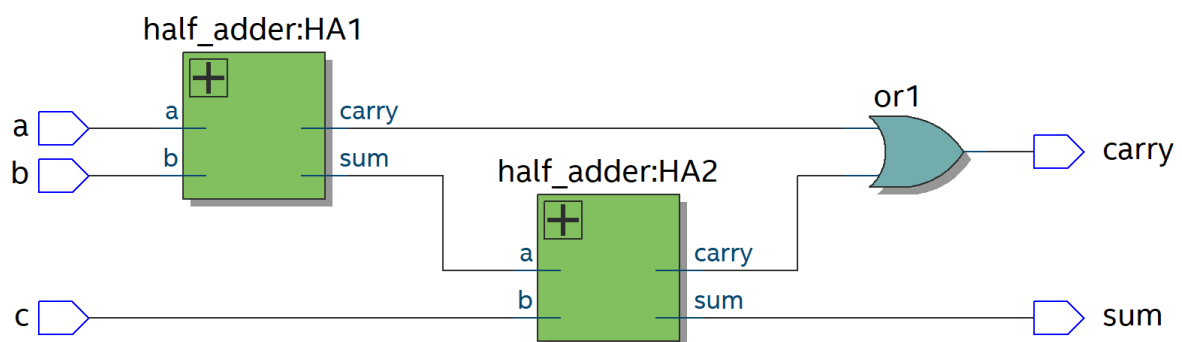 half_adder:HA1
a
a
carry
b
b
sum
or1
carry
half_adder:HA2
a
carry
c
b
sum
sum